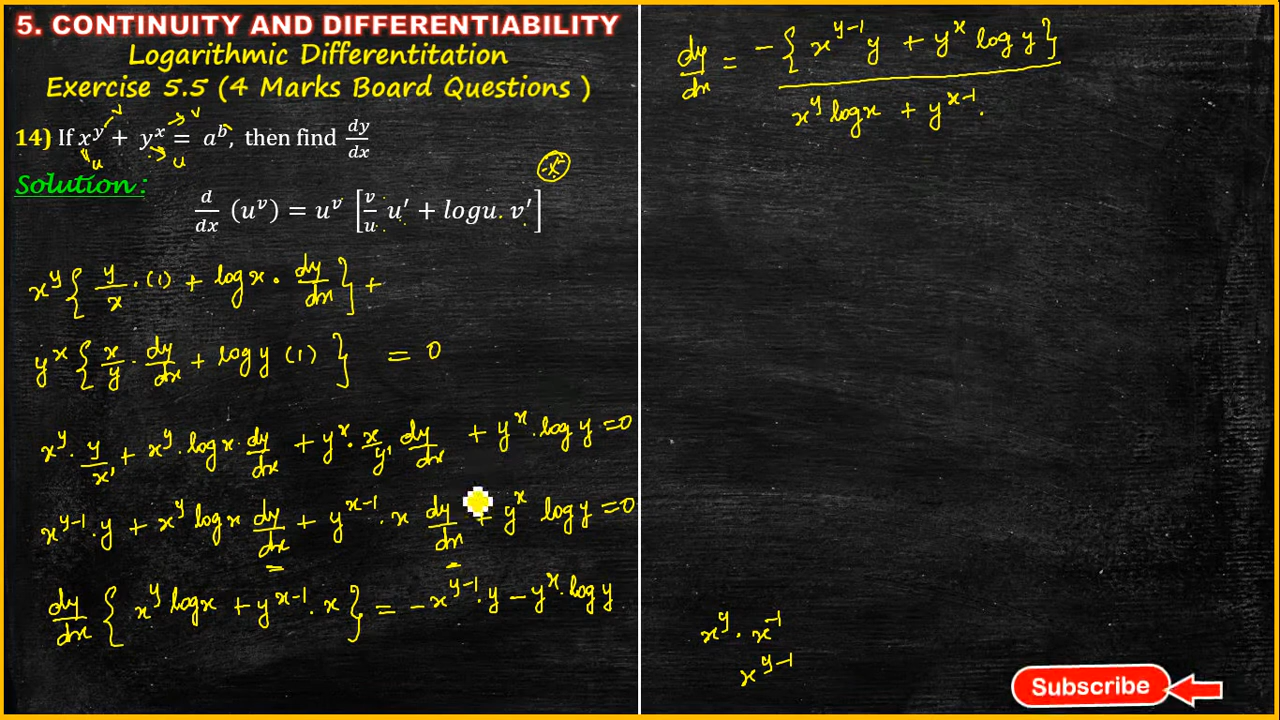 5. CONTINUITY AND DIFFERENTIABILITY
Logarithmic Differentitation
Exercise 5.5 (4 Marks Board Questions )
14) If x^y + y^x = a^b, then find dy/dx
v v u u
Solution :
-x-
d/dx (u^v) = u^v [v/u u′ + logu. v′]
x^y { y/x · (1) + log x · dy/dx } +
y^x { x/y · dy/dx + log y (1) } = 0
x^y · y/x¹ + x^y · log x · dy/dx + y^x · x/y¹ dy/dx + y^x · log y = 0
x^(y-1) · y + x^y log x dy/dx + y^(x-1) · x dy/dx + y^x log y = 0
dy/dx { x^y log x + y^(x-1) · x } = - x^(y-1) · y - y^x · log y
dy/dx = -{ x^(y-1) y + y^x log y } / x^y log x + y^(x-1) .
x^y · x^-1
x^(y-1)
Subscribe